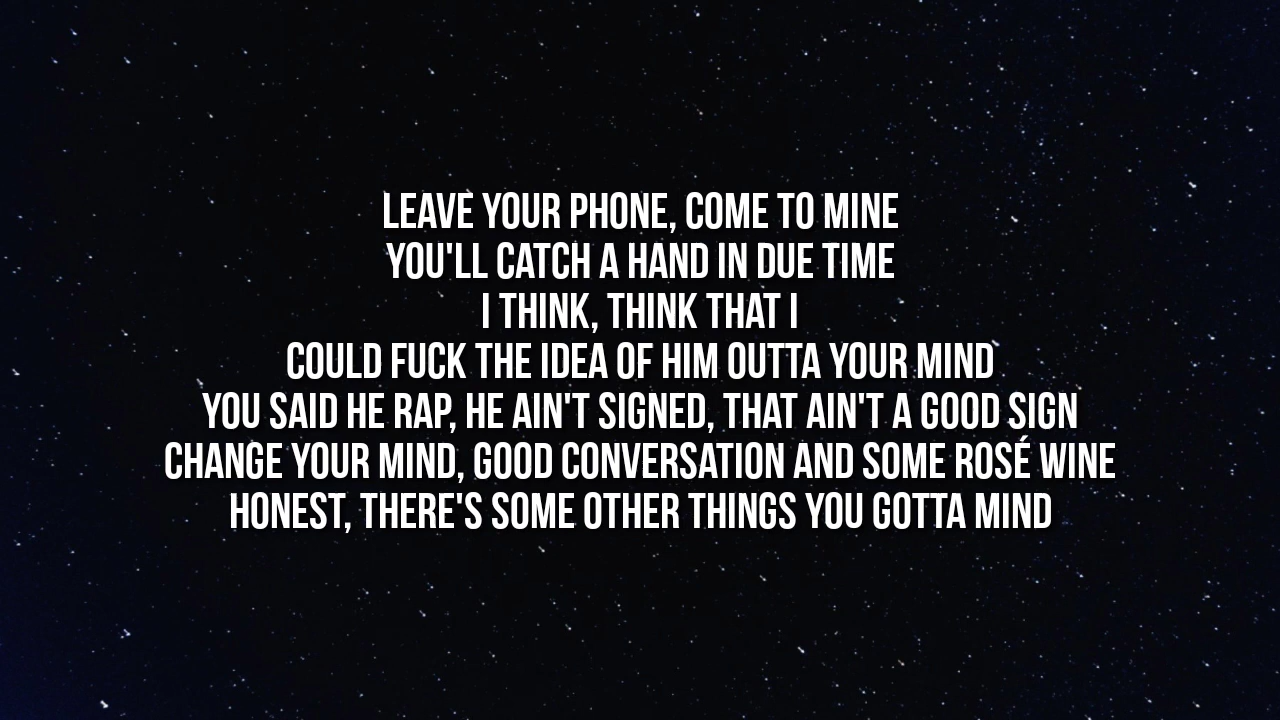 LEAVE YOUR PHONE, COME TO MINE
YOU'LL CATCH A HAND IN DUE TIME
I THINK, THINK THAT I
COULD FUCK THE IDEA OF HIM OUTTA YOUR MIND
YOU SAID HE RAP, HE AIN'T SIGNED, THAT AIN'T A GOOD SIGN
CHANGE YOUR MIND, GOOD CONVERSATION AND SOME ROSÉ WINE
HONEST, THERE'S SOME OTHER THINGS YOU GOTTA MIND